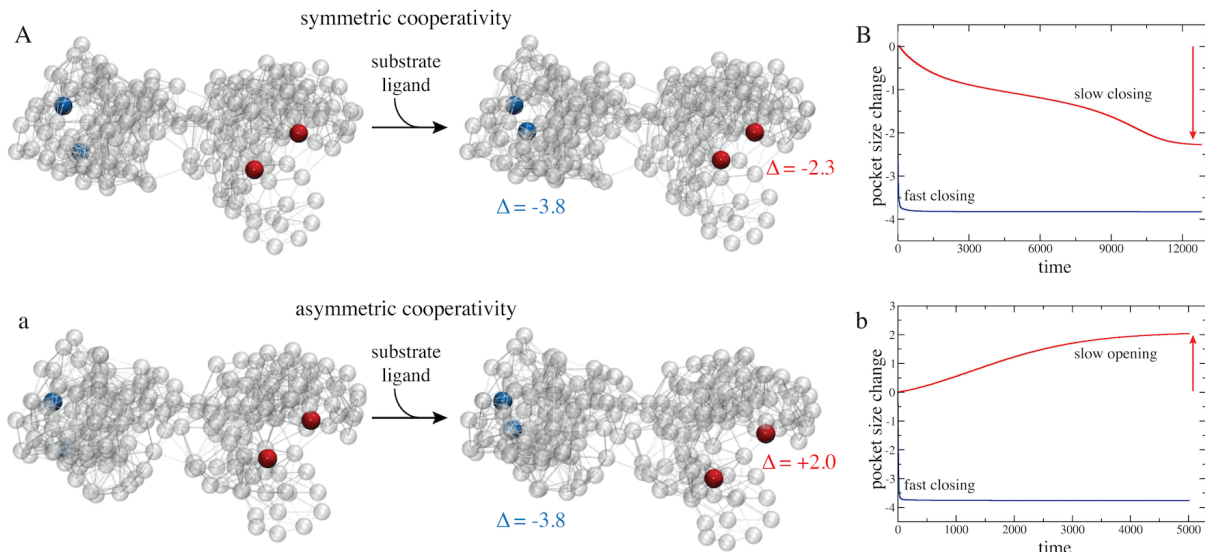 A
symmetric cooperativity
substrate
ligand
Δ = -3.8
Δ = -2.3
B
pocket size change
0
-1
-2
-3
-4
slow closing
fast closing
0
3000
6000
9000
12000
time
a
asymmetric cooperativity
substrate
ligand
Δ = -3.8
Δ = +2.0
b
pocket size change
3
2
1
0
-1
-2
-3
-4
slow opening
fast closing
0
1000
2000
3000
4000
5000
time